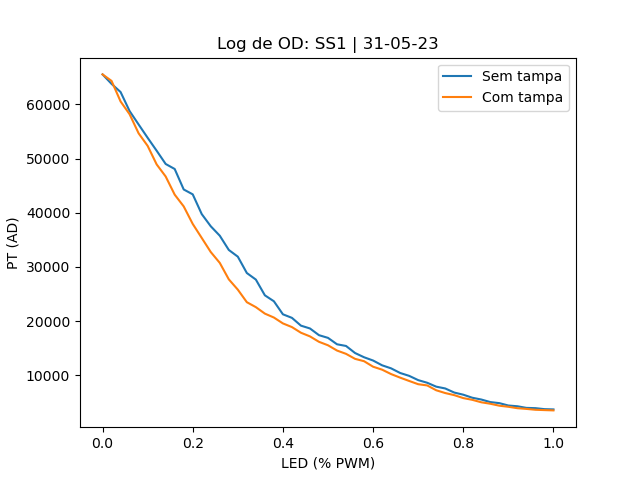 Log de OD: SS1 | 31-05-23
Sem tampa
Com tampa
60000
50000
40000
30000
20000
10000
PT (AD)
0.0 0.2 0.4 0.6 0.8 1.0
LED (% PWM)